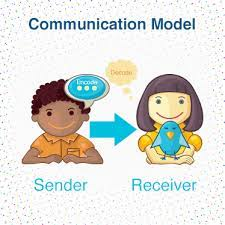 Communication Model
Encode
Decode
Sender
Receiver